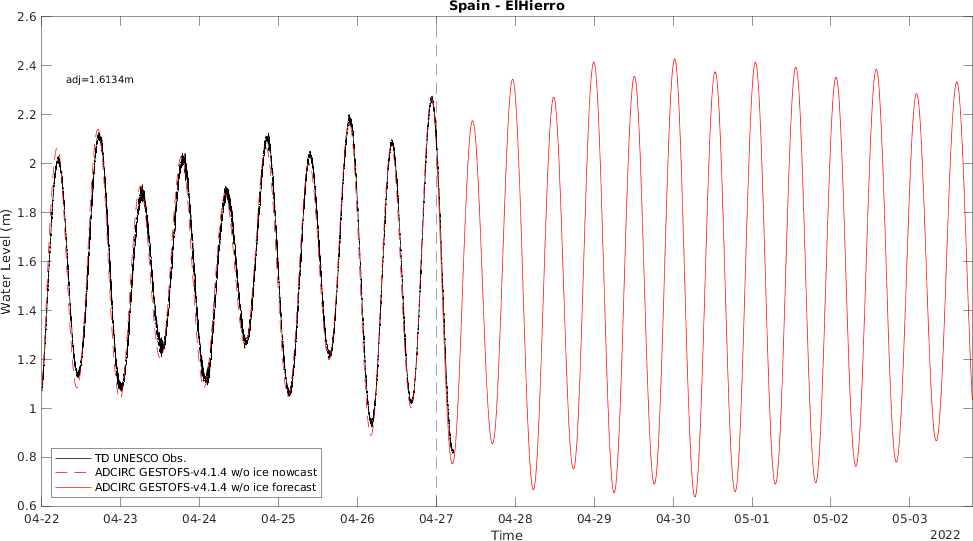 Spain - ElHierro
2.6
2.4
2.2
2
1.8
1.6
1.4
1.2
1
0.8
0.6
Water Level (m)
adj=1.6134m
TD UNESCO Obs.
ADCIRC GESTOFS-v4.1.4 w/o ice nowcast
ADCIRC GESTOFS-v4.1.4 w/o ice forecast
04-22 04-23 04-24 04-25 04-26 04-27 04-28 04-29 04-30 05-01 05-02 05-03
Time
2022